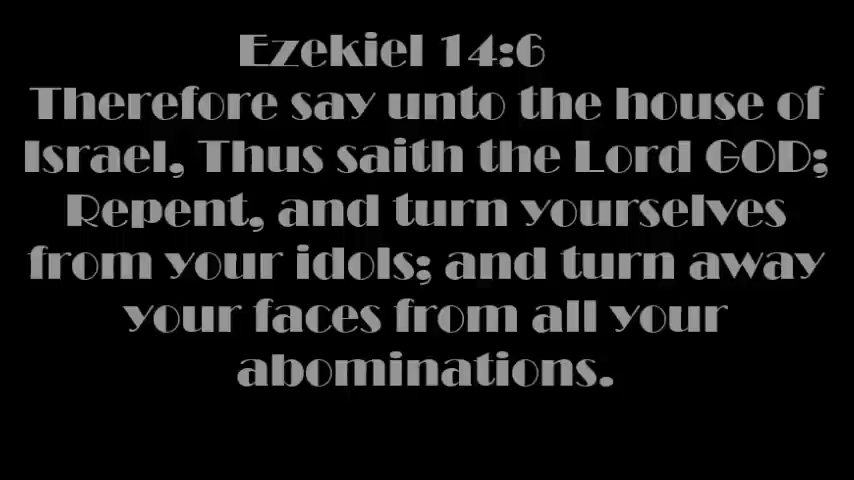 Ezekiel 14:6
Therefore say unto the house of
Israel, Thus saith the Lord GOD;
Repent, and turn yourselves
from your idols; and turn away
your faces from all your
abominations.